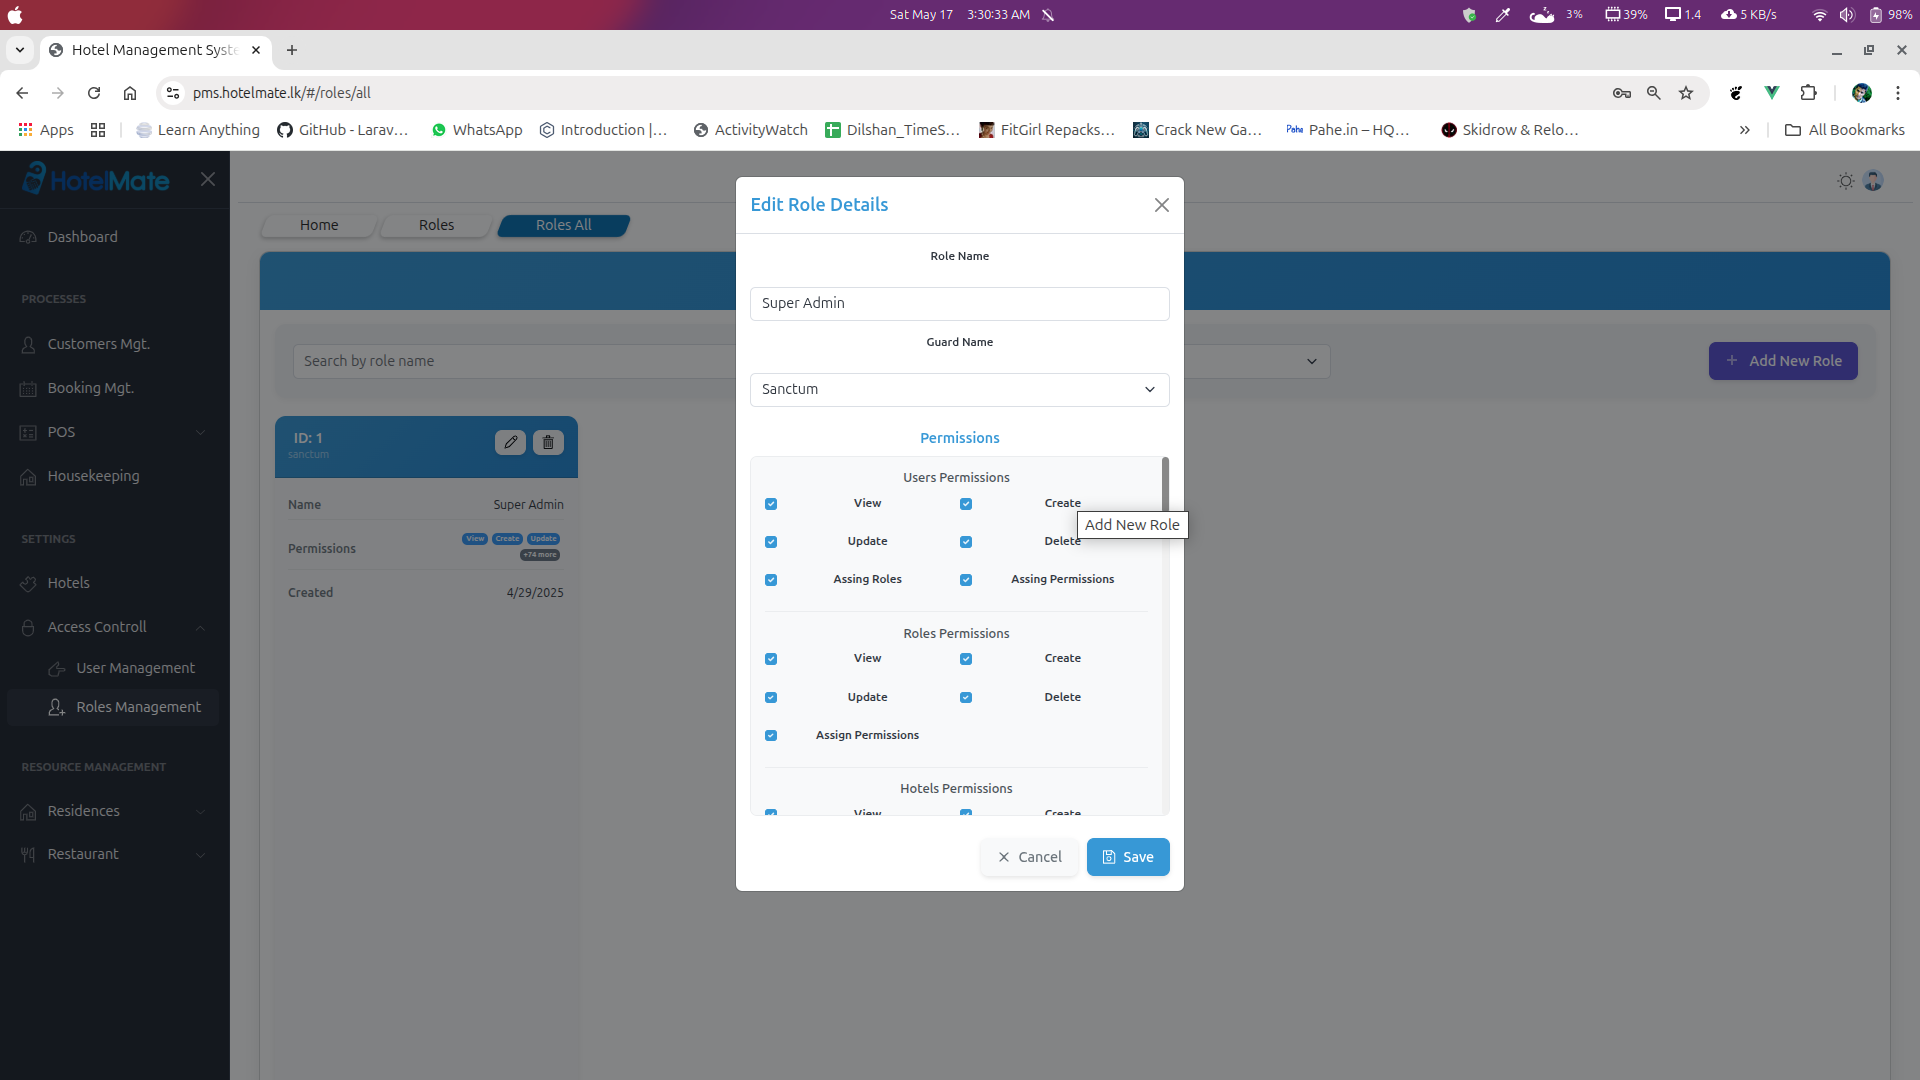 Sat May 17 3:30:33 AM
3% 39% 1.4 5 KB/s 98%
Hotel Management Syste
pms.hotelmate.lk/#/roles/all
Apps Learn Anything GitHub - Larav... WhatsApp Introduction |... ActivityWatch Dilshan_TimeS... FitGirl Repacks... Crack New Ga... Pahe Pahe.in – HQ... Skidrow & Relo... » All Bookmarks
HotelMate
Dashboard
PROCESSES
Customers Mgt.
Booking Mgt.
POS
Housekeeping
SETTINGS
Hotels
Access Controll
User Management
Roles Management
RESOURCE MANAGEMENT
Residences
Restaurant
Home Roles Roles All
Search by role name
Add New Role
ID: 1
sanctum
Name Super Admin
Permissions View Create Update
+74 more
Created 4/29/2025
Edit Role Details
Role Name
Super Admin
Guard Name
Sanctum
Permissions
Users Permissions
View Create
Add New Role
Update Delete
Assing Roles Assing Permissions
Roles Permissions
View Create
Update Delete
Assign Permissions
Hotels Permissions
View Create
Cancel Save